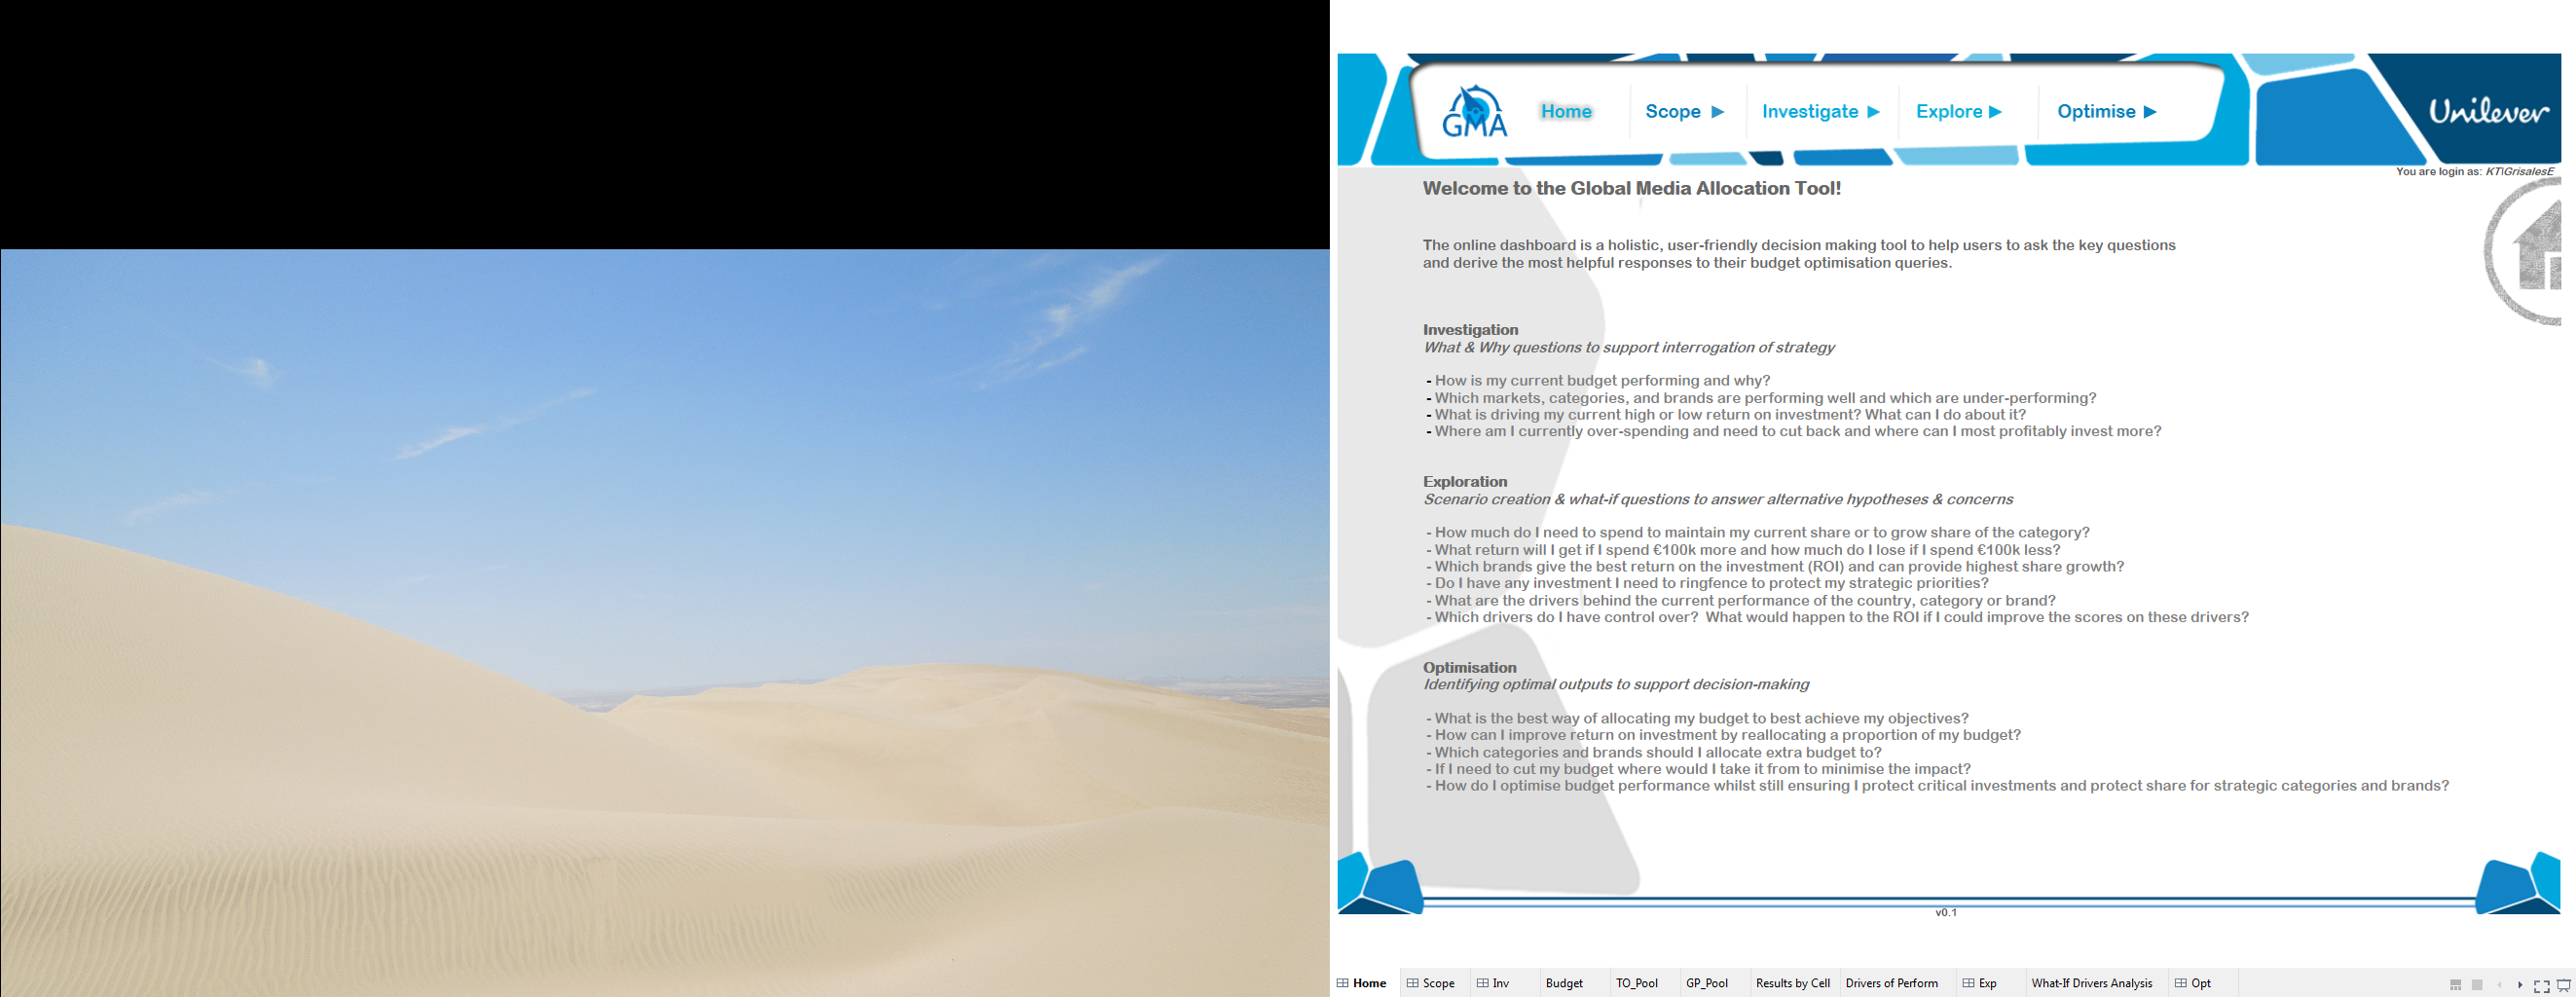 GMA
Home
Scope
Investigate
Explore
Optimise
Unilever
You are login as: KT\GrisalesE
Welcome to the Global Media Allocation Tool!
The online dashboard is a holistic, user-friendly decision making tool to help users to ask the key questions
and derive the most helpful responses to their budget optimisation queries.
Investigation
What & Why questions to support interrogation of strategy
- How is my current budget performing and why?
- Which markets, categories, and brands are performing well and which are under-performing?
- What is driving my current high or low return on investment? What can I do about it?
- Where am I currently over-spending and need to cut back and where can I most profitably invest more?
Exploration
Scenario creation & what-if questions to answer alternative hypotheses & concerns
- How much do I need to spend to maintain my current share or to grow share of the category?
- What return will I get if I spend €100k more and how much do I lose if I spend €100k less?
- Which brands give the best return on the investment (ROI) and can provide highest share growth?
- Do I have any investment I need to ringfence to protect my strategic priorities?
- What are the drivers behind the current performance of the country, category or brand?
- Which drivers do I have control over?  What would happen to the ROI if I could improve the scores on these drivers?
Optimisation
Identifying optimal outputs to support decision-making
- What is the best way of allocating my budget to best achieve my objectives?
- How can I improve return on investment by reallocating a proportion of my budget?
- Which categories and brands should I allocate extra budget to?
- If I need to cut my budget where would I take it from to minimise the impact?
- How do I optimise budget performance whilst still ensuring I protect critical investments and protect share for strategic categories and brands?
v0.1
Home Scope Inv Budget TO_Pool GP_Pool Results by Cell Drivers of Perform Exp What-If Drivers Analysis Opt